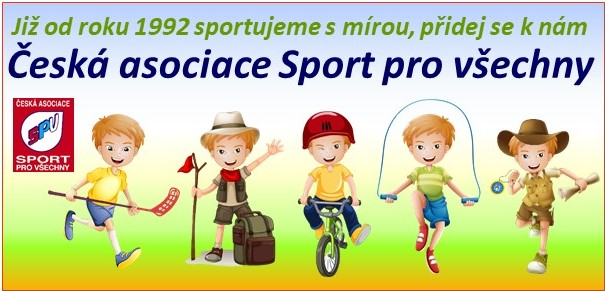 Již od roku 1992 sportujeme s mírou, přidej se k nám
Česká asociace Sport pro všechny
ČESKÁ ASOCIACE
SPV
SPORT
PRO VŠECHNY